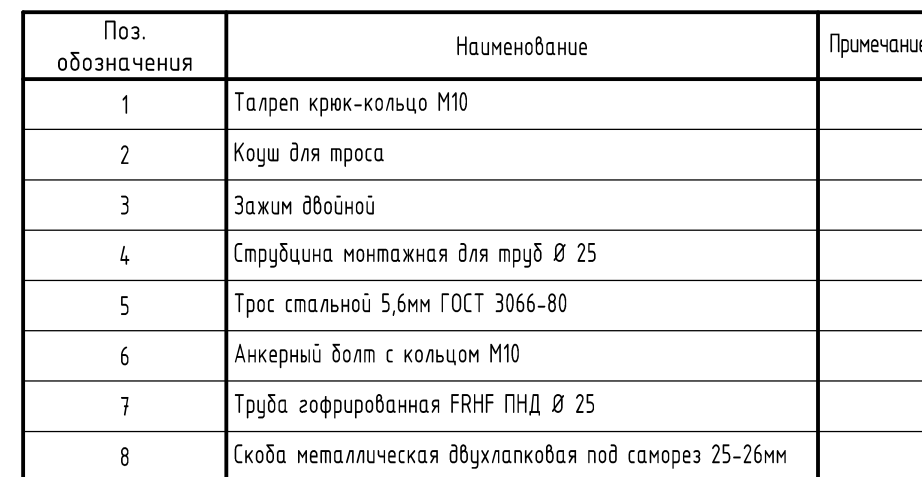 Поз.
обозначения
Наименование
Примечание
1 Талреп крюк-кольцо М10
2 Коуш для троса
3 Зажим двойной
4 Струбцина монтажная для труб Ø 25
5 Трос стальной 5,6мм ГОСТ 3066-80
6 Анкерный болт с кольцом М10
7 Труба гофрированная FRHF ПНД Ø 25
8 Скоба металлическая двухлапковая под саморез 25-26мм